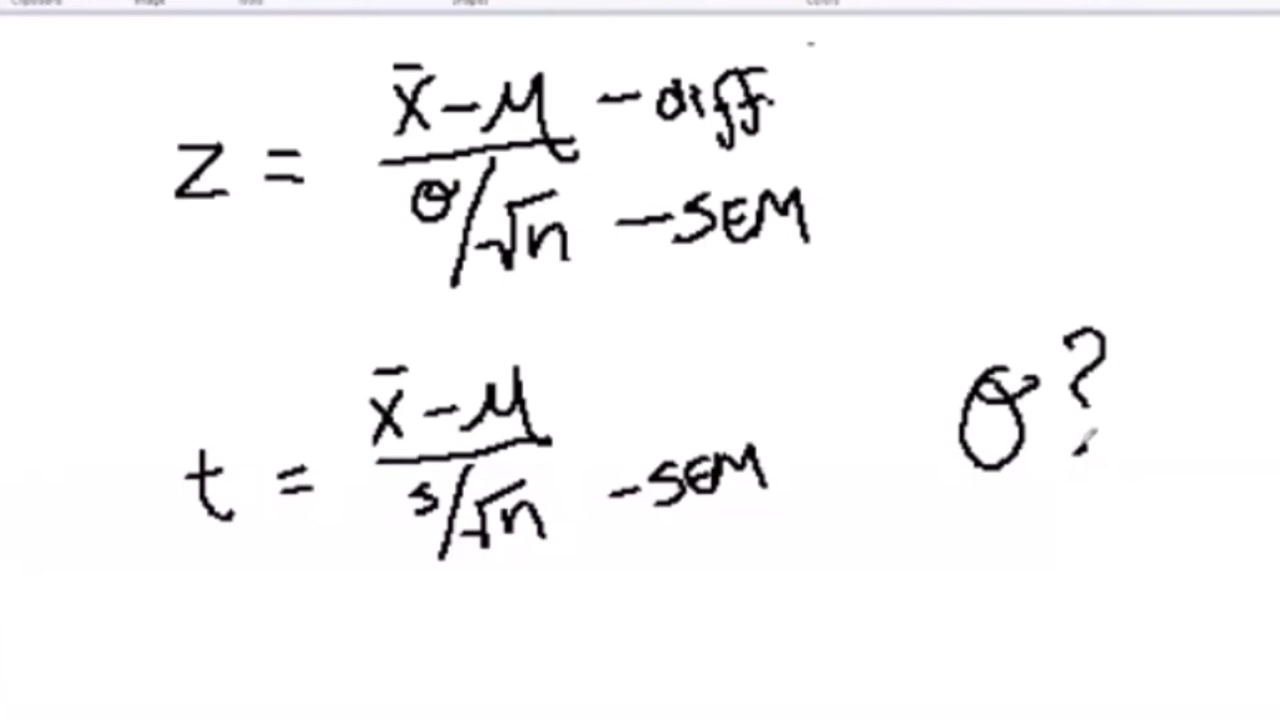 z = x̄ - μ / σ/√n - diff - SEM
t = x̄ - μ / s/√n - SEM
σ?